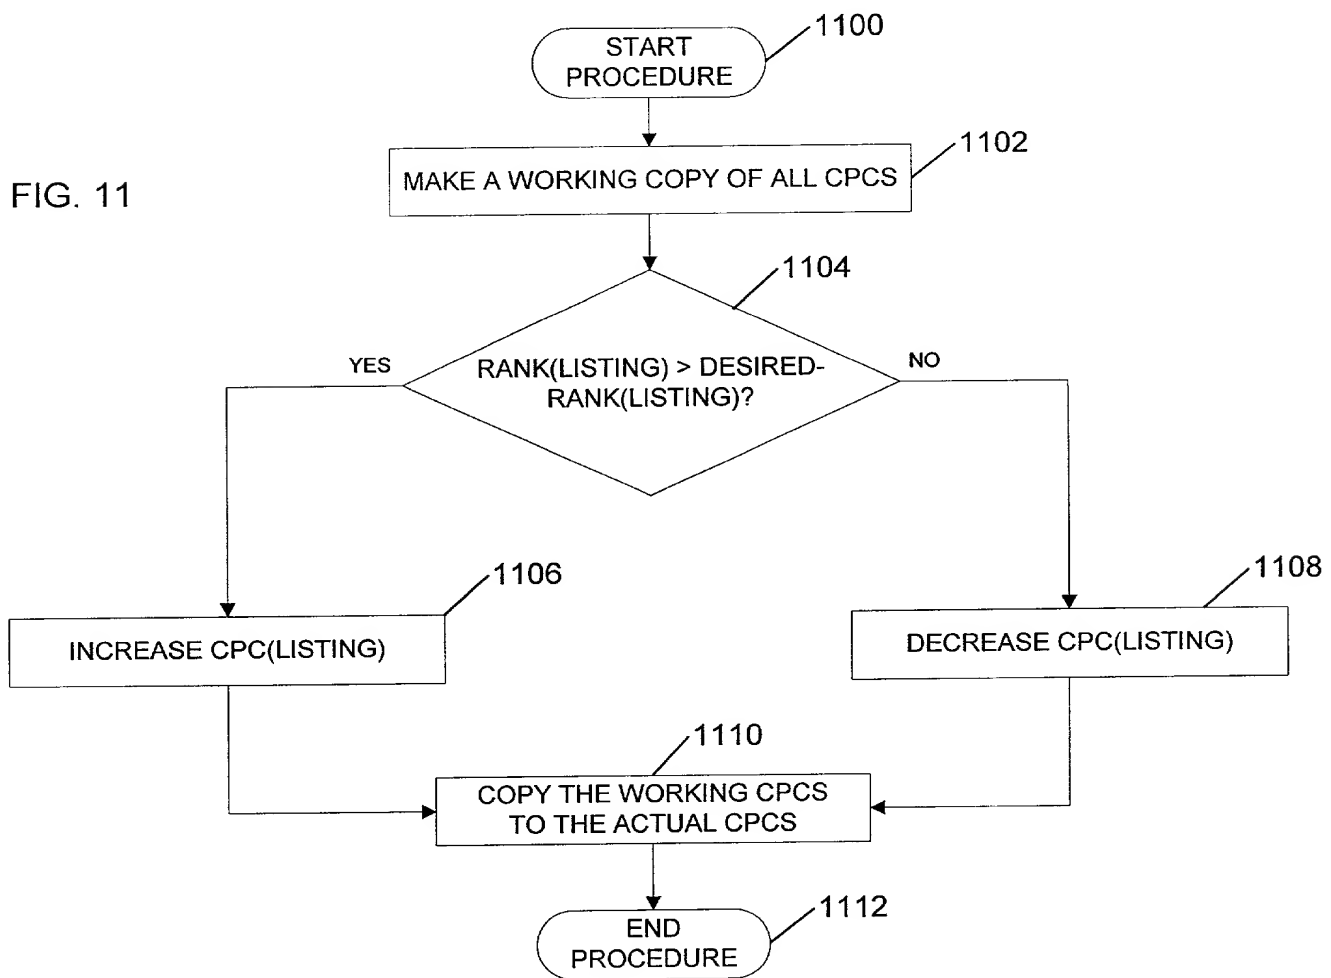 START
PROCEDURE
1100
MAKE A WORKING COPY OF ALL CPCS
1102
FIG. 11
1104
RANK(LISTING) > DESIRED-
RANK(LISTING)?
YES
NO
1106
INCREASE CPC(LISTING)
1108
DECREASE CPC(LISTING)
1110
COPY THE WORKING CPCS
TO THE ACTUAL CPCS
END
PROCEDURE
1112